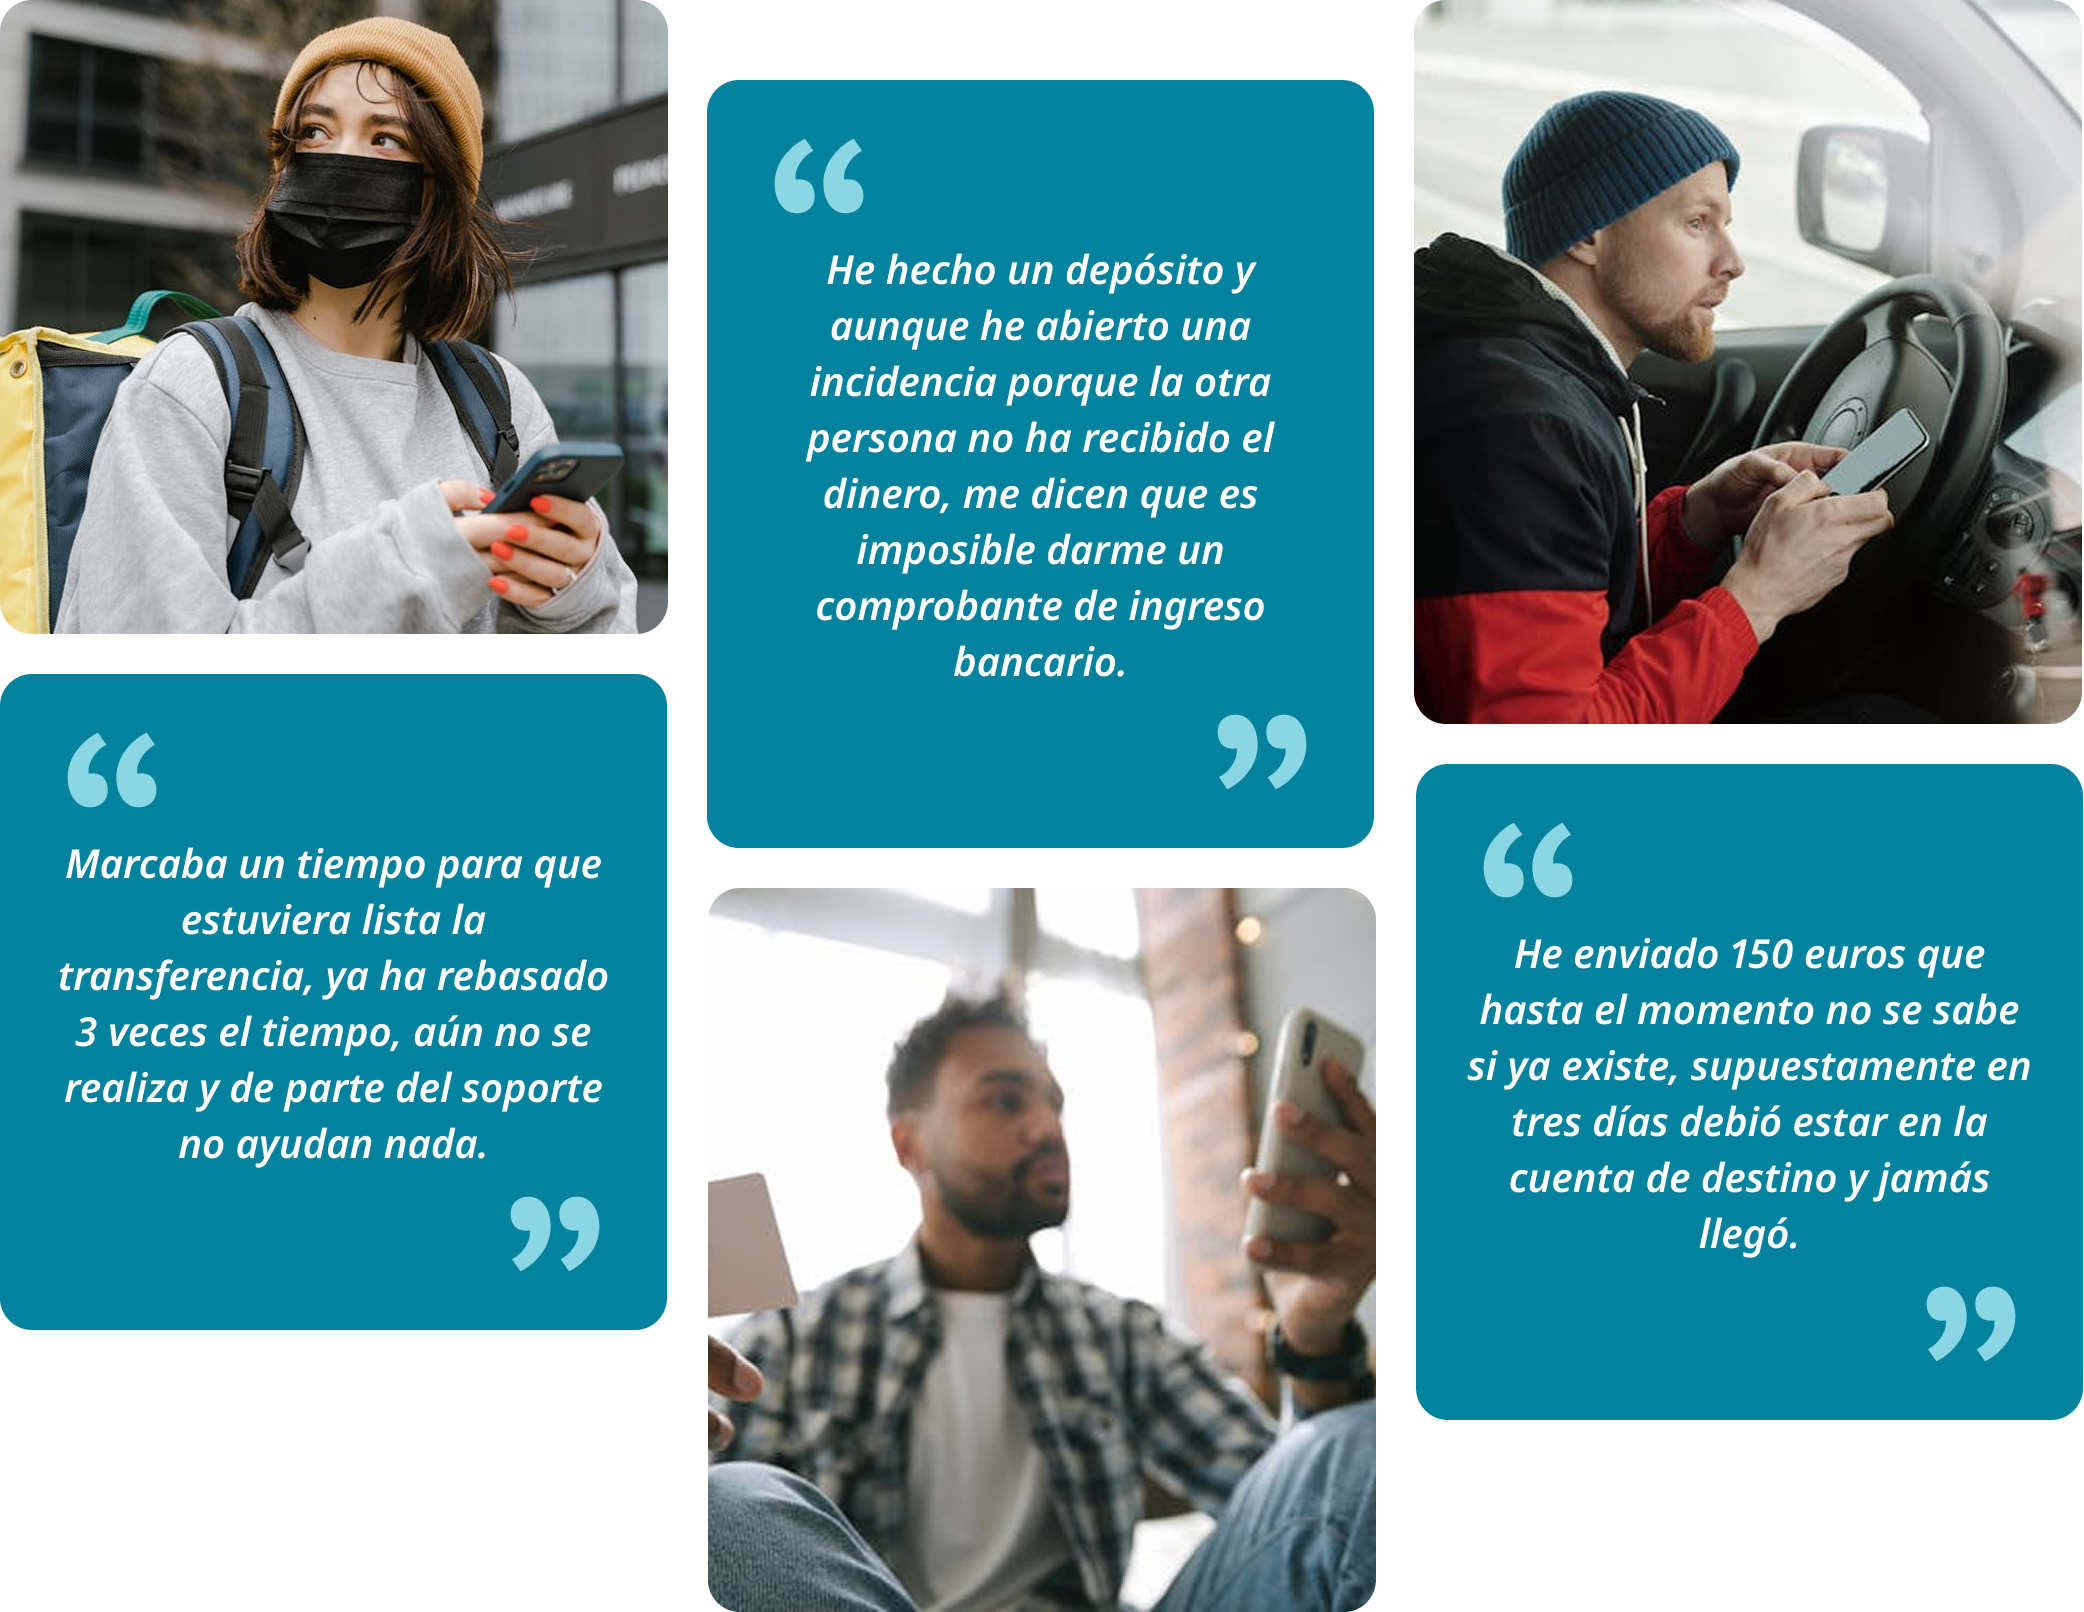 “
Marcaba un tiempo para que
estuviera lista la
transferencia, ya ha rebasado
3 veces el tiempo, aún no se
realiza y de parte del soporte
no ayudan nada.
”
“
He hecho un depósito y
aunque he abierto una
incidencia porque la otra
persona no ha recibido el
dinero, me dicen que es
imposible darme un
comprobante de ingreso
bancario.
”
“
He enviado 150 euros que
hasta el momento no se sabe
si ya existe, supuestamente en
tres días debió estar en la
cuenta de destino y jamás
llegó.
”